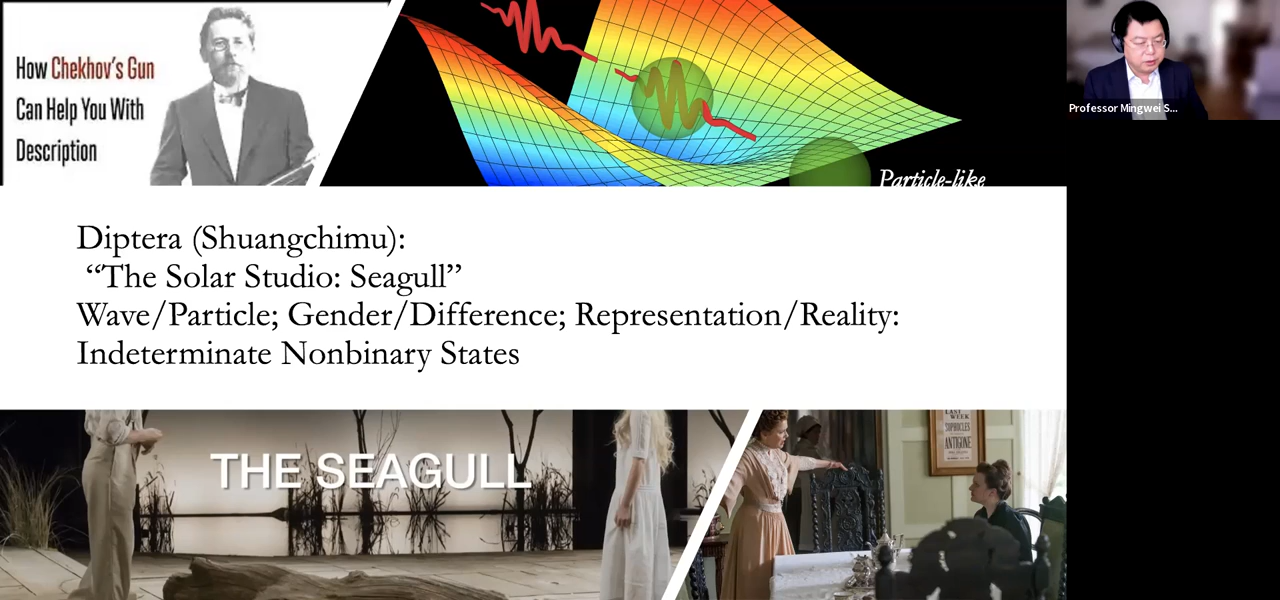 How Chekhov's Gun
Can Help You With
Description
Particle-like
Professor Mingwei S...
Diptera (Shuangchimu):
“The Solar Studio: Seagull”
Wave/Particle; Gender/Difference; Representation/Reality:
Indeterminate Nonbinary States
THE SEAGULL
LAST
WEEK
SOPHOCLES
ANTIGONE